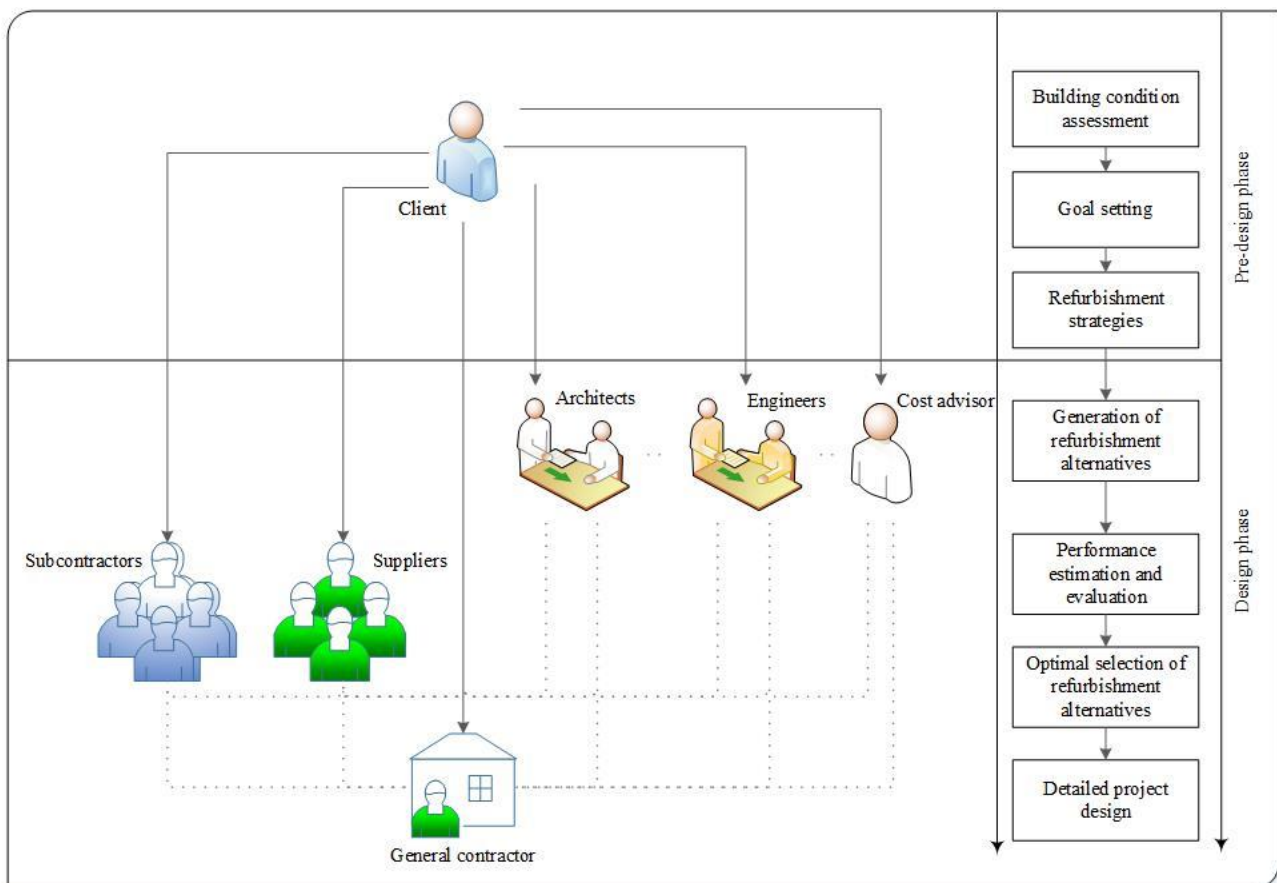 Client
Architects
Engineers
Cost advisor
Subcontractors
Suppliers
General contractor
Building condition
assessment
Goal setting
Refurbishment
strategies
Generation of
refurbishment
alternatives
Performance
estimation and
evaluation
Optimal selection of
refurbishment
alternatives
Detailed project
design
Pre-design phase
Design phase